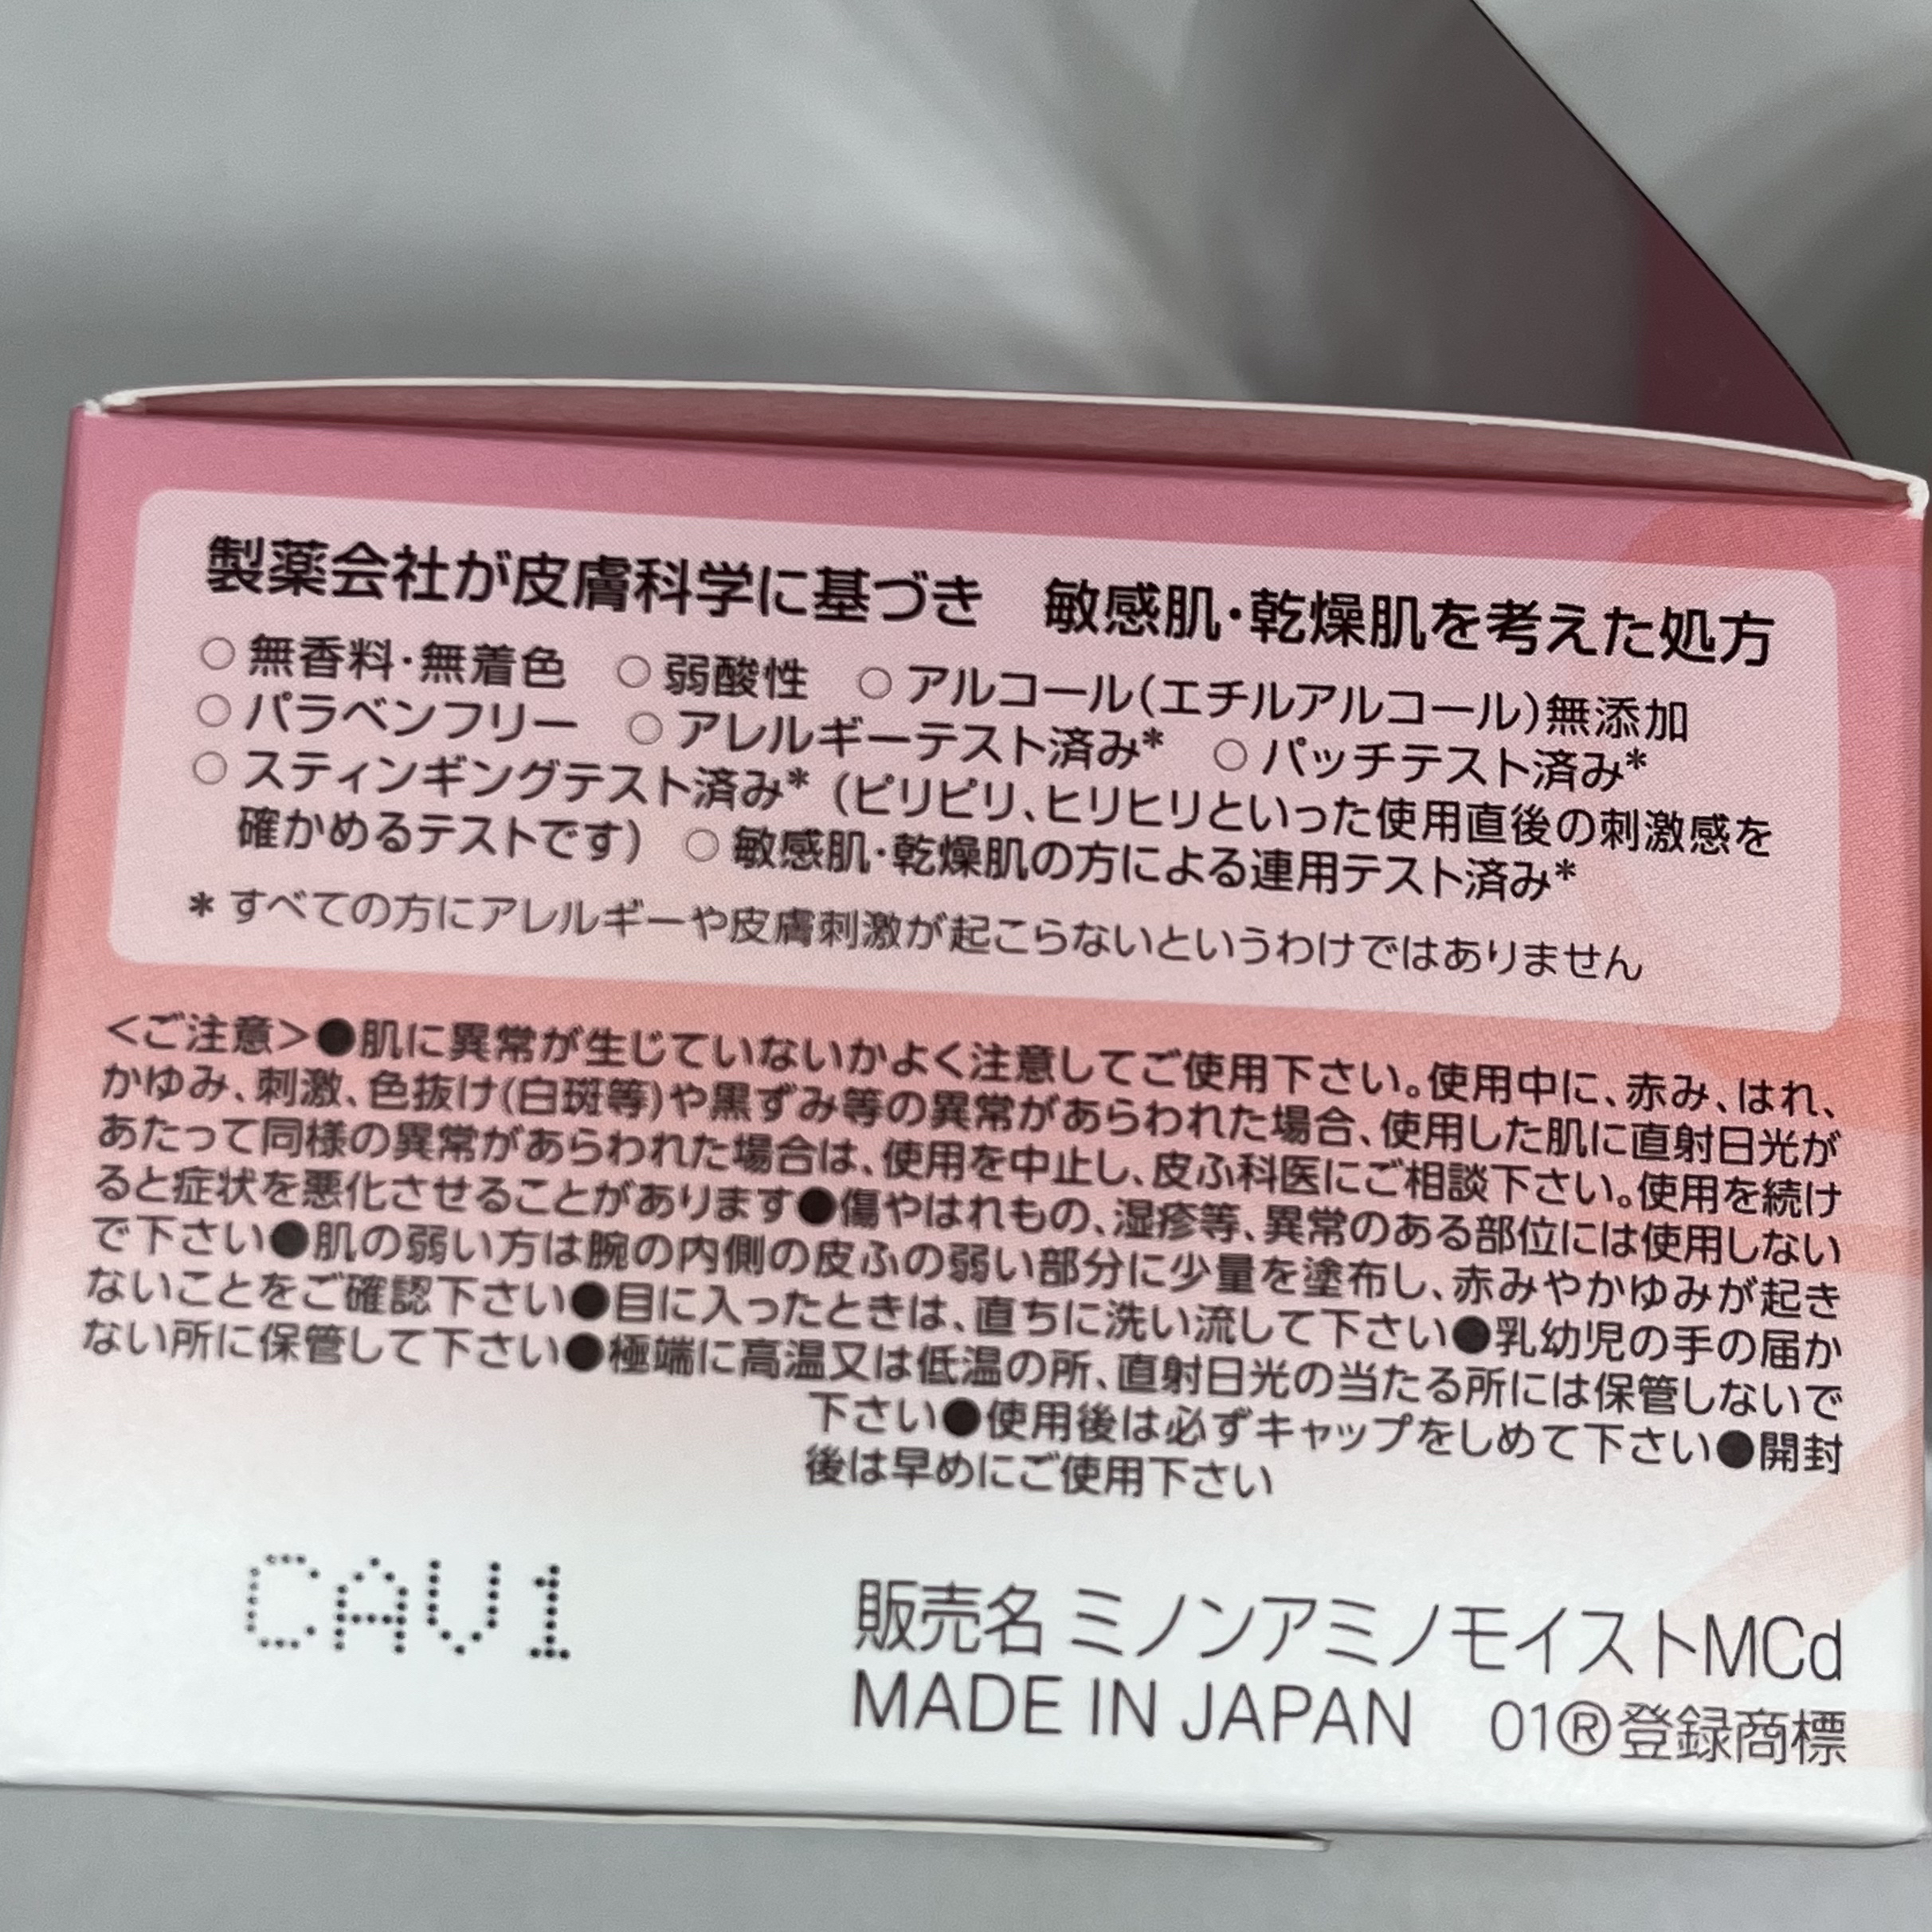 製薬会社が皮膚科学に基づき　敏感肌・乾燥肌を考えた処方
○ 無香料・無着色　○ 弱酸性　○ アルコール(エチルアルコール)無添加
○ パラベンフリー　○ アレルギーテスト済み*　○ パッチテスト済み*
○ スティンギングテスト済み*（ピリピリ、ヒリヒリといった使用直後の刺激感を
確かめるテストです）　○ 敏感肌・乾燥肌の方による連用テスト済み*
* すべての方にアレルギーや皮膚刺激が起こらないというわけではありません
<ご注意>●肌に異常が生じていないかよく注意してご使用下さい。使用中に、赤み、はれ、
かゆみ、刺激、色抜け(白斑等)や黒ずみ等の異常があらわれた場合、使用した肌に直射日光が
あたって同様の異常があらわれた場合は、使用を中止し、皮ふ科医にご相談下さい。使用を続け
ると症状を悪化させることがあります●傷やはれもの、湿疹等、異常のある部位には使用しない
で下さい●肌の弱い方は腕の内側の皮ふの弱い部分に少量を塗布し、赤みやかゆみが起き
ないことをご確認下さい●目に入ったときは、直ちに洗い流して下さい●乳幼児の手の届か
ない所に保管して下さい●極端に高温又は低温の所、直射日光の当たる所には保管しないで
下さい●使用後は必ずキャップをしめて下さい●開封
後は早めにご使用下さい
CAV1
販売名 ミノンアミノモイストMCd
MADE IN JAPAN　01®登録商標